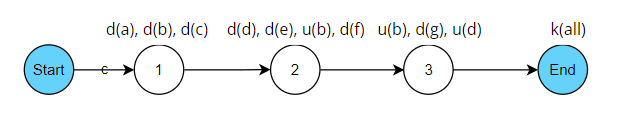 d(a), d(b), d(c) d(d), d(e), u(b), d(f) u(b), d(g), u(d) k(all)
Start c 1 2 3 End